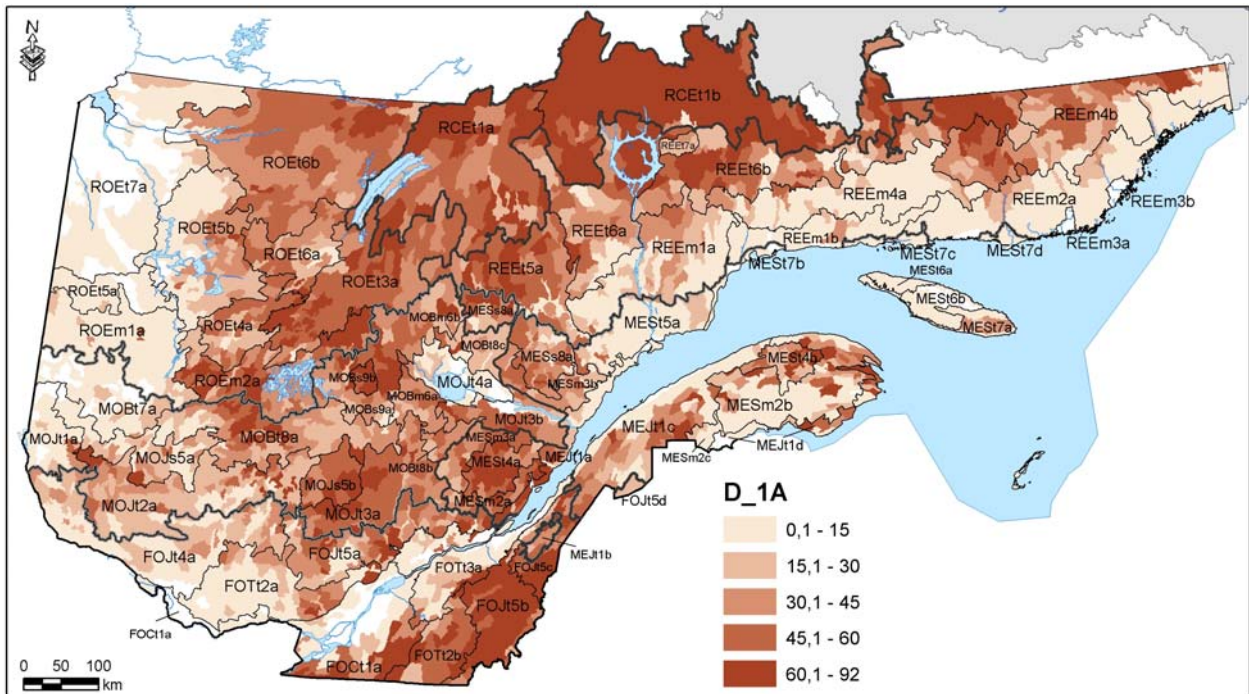 N
RCEt1b
RCEt1a
REEm4b
REEt7a
ROEt6b
REEt6b
ROEt7a
REEm4a
REEm2a
REEm3b
ROEt5b
REEt6a
REEm1a
ROEt6a
REEm1b
REEm3a
MESt7b
MESt7c
MESt7d
MESt6a
REEt5a
ROEt3a
ROEt5a
MESt6b
MOBm6b
MESs8a
MESt5a
ROEm1a
ROEt4a
MESt7a
MOBt8c
MESs8a
MESt4b
ROEm2a
MOBs9b
MOJt4a
MESm3b
MOBm6a
MESm2b
MOBt7a
MOBs9a
MOJt3b
MEJt1c
MOJt1a
MOBt8a
MESm3a
MEJt1d
MOJs5a
MEJt1a
MESm2c
MOBt8b
MESt4a
MOJs5b
FOJt5d
MOJt2a
MESm2a
MOJt3a
FOJt4a
FOJt5a
MEJt1b
FOTt3a
FOJt5c
FOTt2a
FOJt5b
FOCt1a
FOTt2b
FOCt1a
D_1A
0,1 - 15
15,1 - 30
30,1 - 45
45,1 - 60
60,1 - 92
0 50 100
km